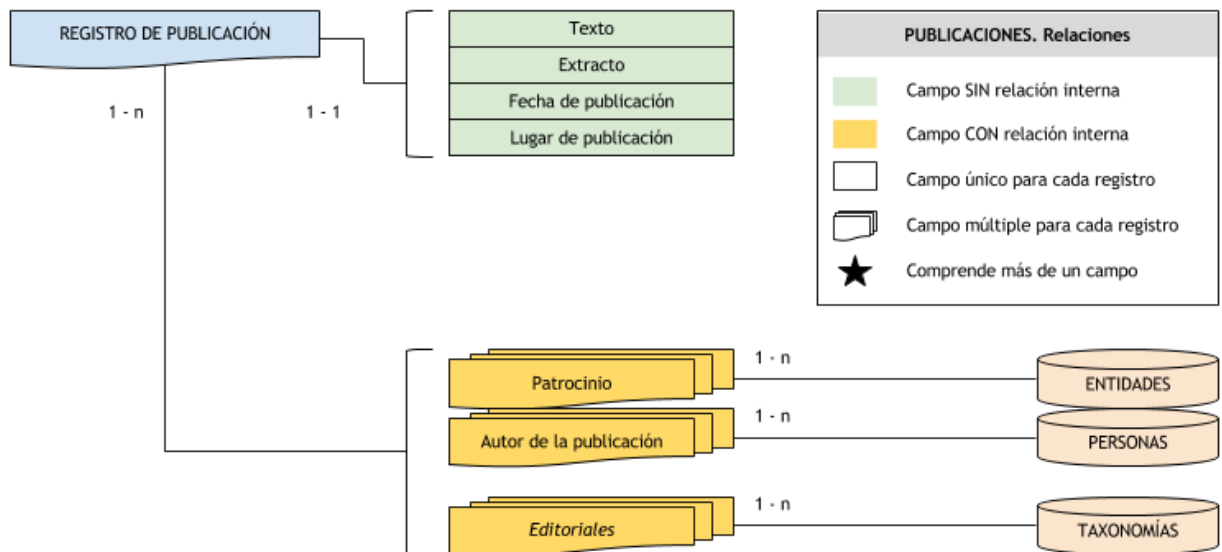 REGISTRO DE PUBLICACIÓN
1 - n
1 - 1
Texto
Extracto
Fecha de publicación
Lugar de publicación
PUBLICACIONES. Relaciones
Campo SIN relación interna
Campo CON relación interna
Campo único para cada registro
Campo múltiple para cada registro
Comprende más de un campo
Patrocinio
1 - n
ENTIDADES
Autor de la publicación
1 - n
PERSONAS
Editoriales
1 - n
TAXONOMÍAS